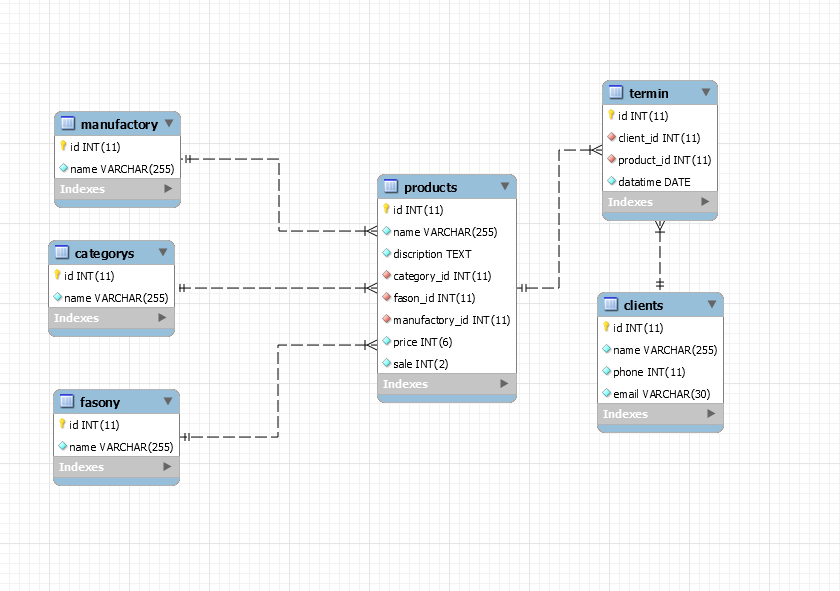 manufactory
id INT(11)
name VARCHAR(255)
Indexes
categorys
id INT(11)
name VARCHAR(255)
Indexes
fasony
id INT(11)
name VARCHAR(255)
Indexes
products
id INT(11)
name VARCHAR(255)
discription TEXT
category_id INT(11)
fason_id INT(11)
manufactory_id INT(11)
price INT(6)
sale INT(2)
Indexes
termin
id INT(11)
client_id INT(11)
product_id INT(11)
datatime DATE
Indexes
clients
id INT(11)
name VARCHAR(255)
phone INT(11)
email VARCHAR(30)
Indexes